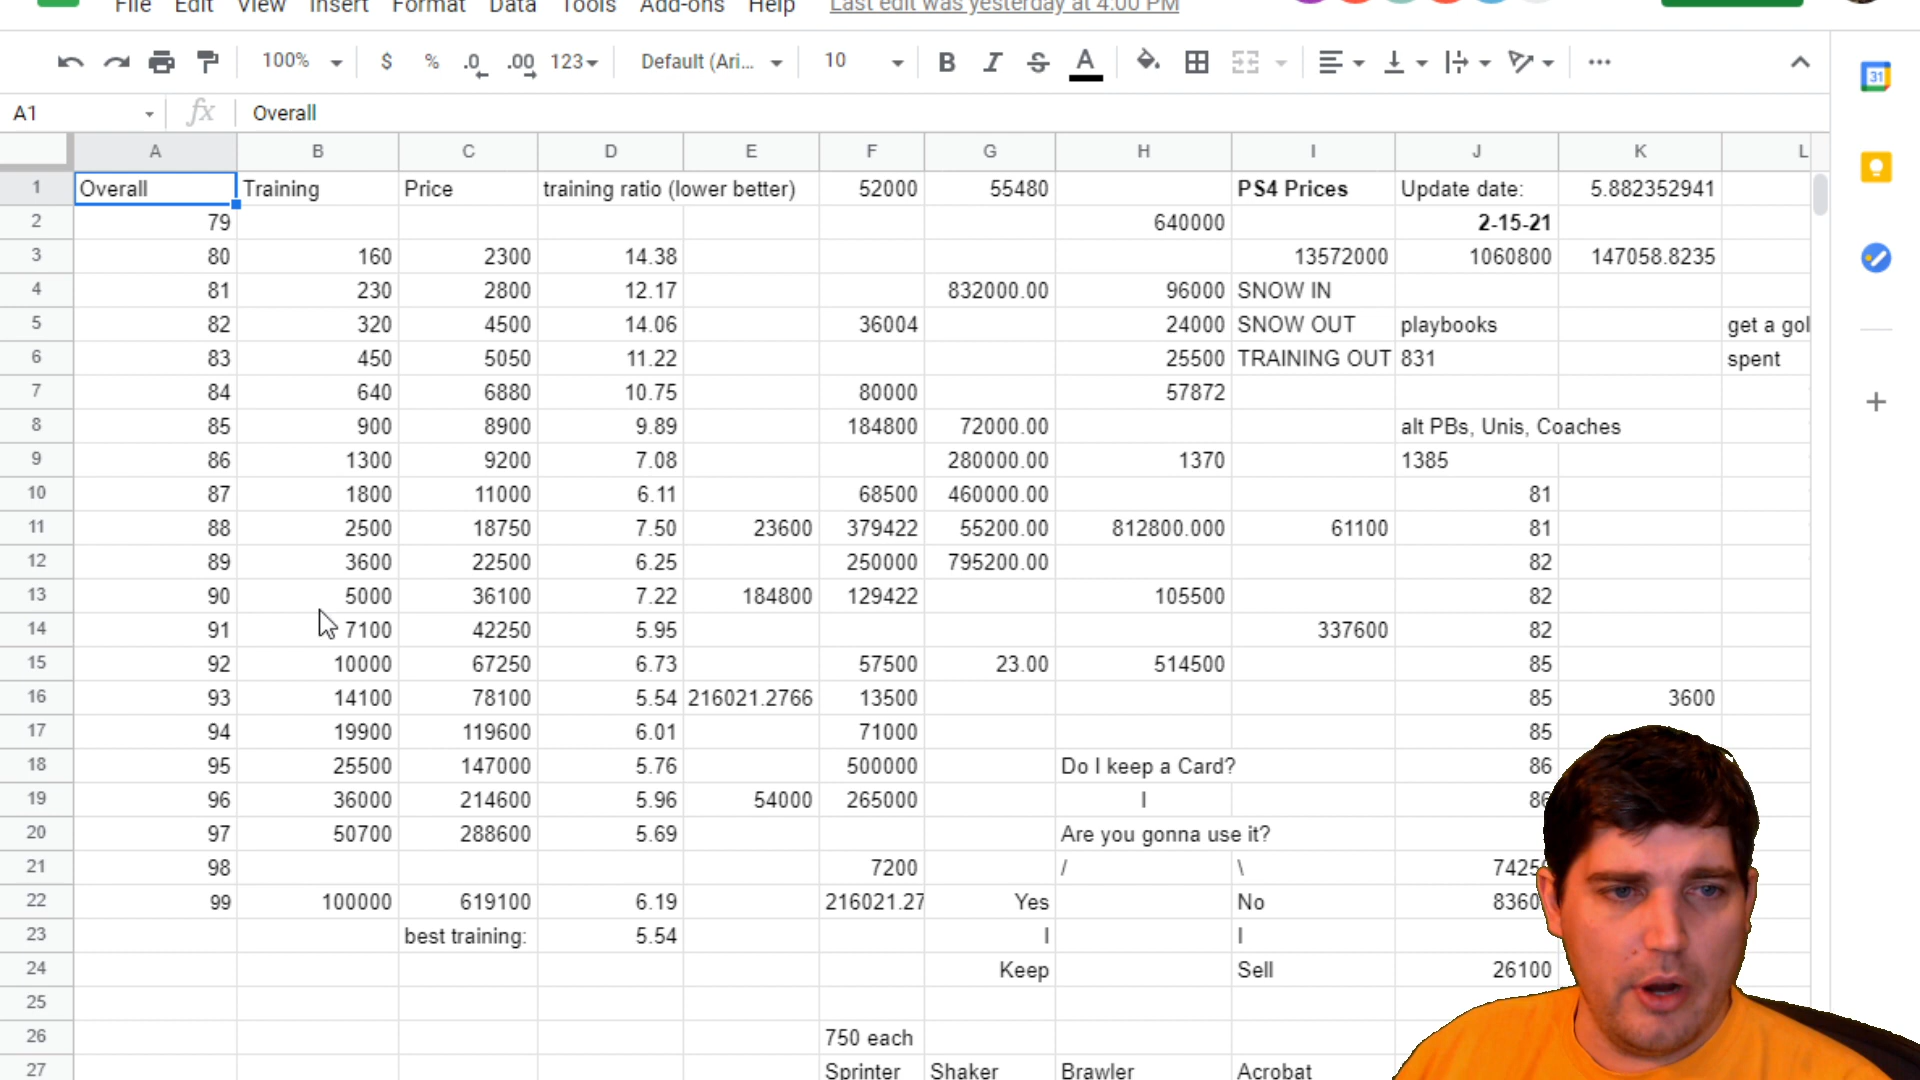 File Edit View Insert Format Data Tools Add-ons Help Last edit was yesterday at 4:00 PM
100% $ % .0 .00 123 Default (Ari... 10 B I S A
31
A1 fx Overall
A B C D E F G H I J K L
1 Overall Training Price training ratio (lower better) 52000 55480 PS4 Prices Update date: 5.882352941
2 79 640000 2-15-21
3 80 160 2300 14.38 13572000 1060800 147058.8235
4 81 230 2800 12.17 832000.00 96000 SNOW IN
5 82 320 4500 14.06 36004 24000 SNOW OUT playbooks get a gol
6 83 450 5050 11.22 25500 TRAINING OUT 831 spent
7 84 640 6880 10.75 80000 57872
8 85 900 8900 9.89 184800 72000.00 alt PBs, Unis, Coaches
9 86 1300 9200 7.08 280000.00 1370 1385
10 87 1800 11000 6.11 68500 460000.00 81
11 88 2500 18750 7.50 23600 379422 55200.00 812800.000 61100 81
12 89 3600 22500 6.25 250000 795200.00 82
13 90 5000 36100 7.22 184800 129422 105500 82
14 91 7100 42250 5.95 337600 82
15 92 10000 67250 6.73 57500 23.00 514500 85
16 93 14100 78100 5.54 216021.2766 13500 85 3600
17 94 19900 119600 6.01 71000 85
18 95 25500 147000 5.76 500000 Do I keep a Card? 86
19 96 36000 214600 5.96 54000 265000 I 86
20 97 50700 288600 5.69 Are you gonna use it?
21 98 7200 / \ 7425
22 99 100000 619100 6.19 216021.27 Yes No 8360
23 best training: 5.54 I I
24 Keep Sell 26100
25
26 750 each
27 Sprinter Shaker Brawler Acrobat